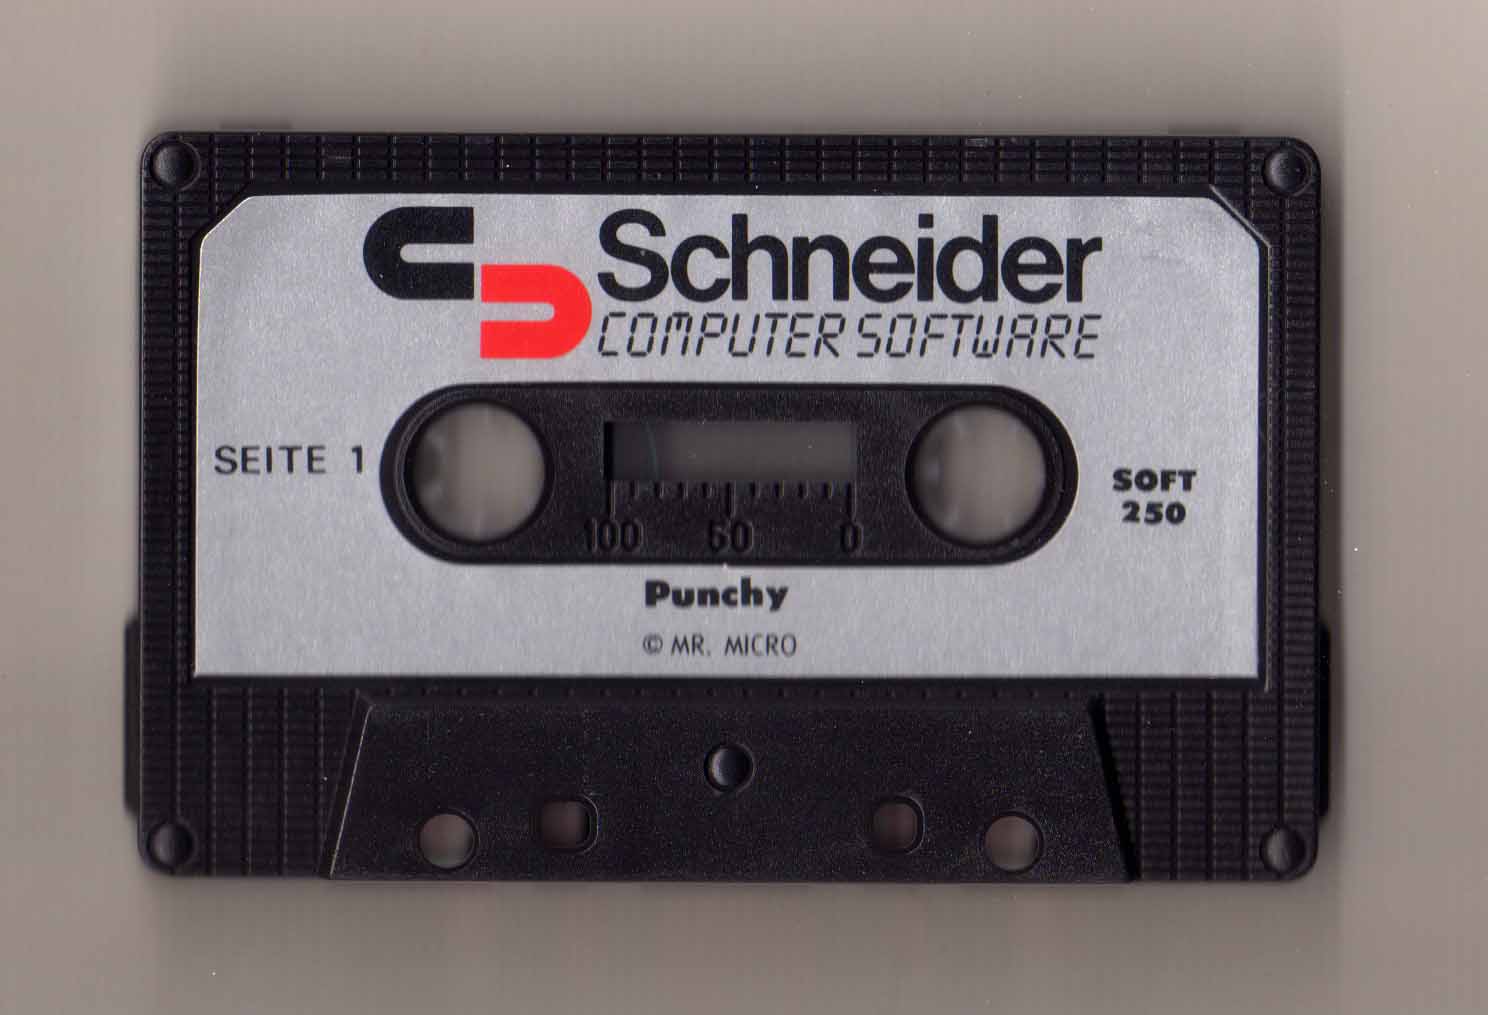 Schneider
COMPUTER SOFTWARE
SEITE 1
SOFT
250
100 50 0
Punchy
© MR. MICRO